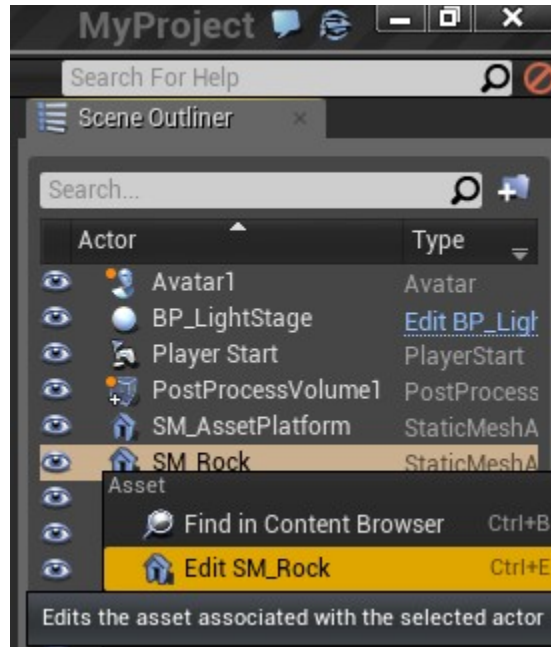 MyProject
Search For Help
Scene Outliner
Search...
Actor Type
Avatar1 Avatar
BP_LightStage Edit BP_Ligh
Player Start PlayerStart
PostProcessVolume1 PostProcess
SM_AssetPlatform StaticMeshA
SM_Rock StaticMeshA
Asset
Find in Content Browser Ctrl+B
Edit SM_Rock Ctrl+E
Edits the asset associated with the selected actor